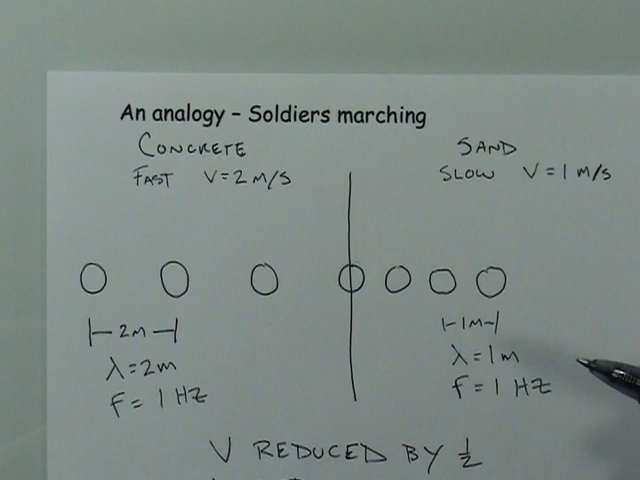 An analogy – Soldiers marching
CONCRETE
FAST V=2 M/S
SAND
SLOW V=1 M/S
2M
λ=2m
f= 1 HZ
1M
λ=1m
f=1 HZ
V REDUCED BY ½